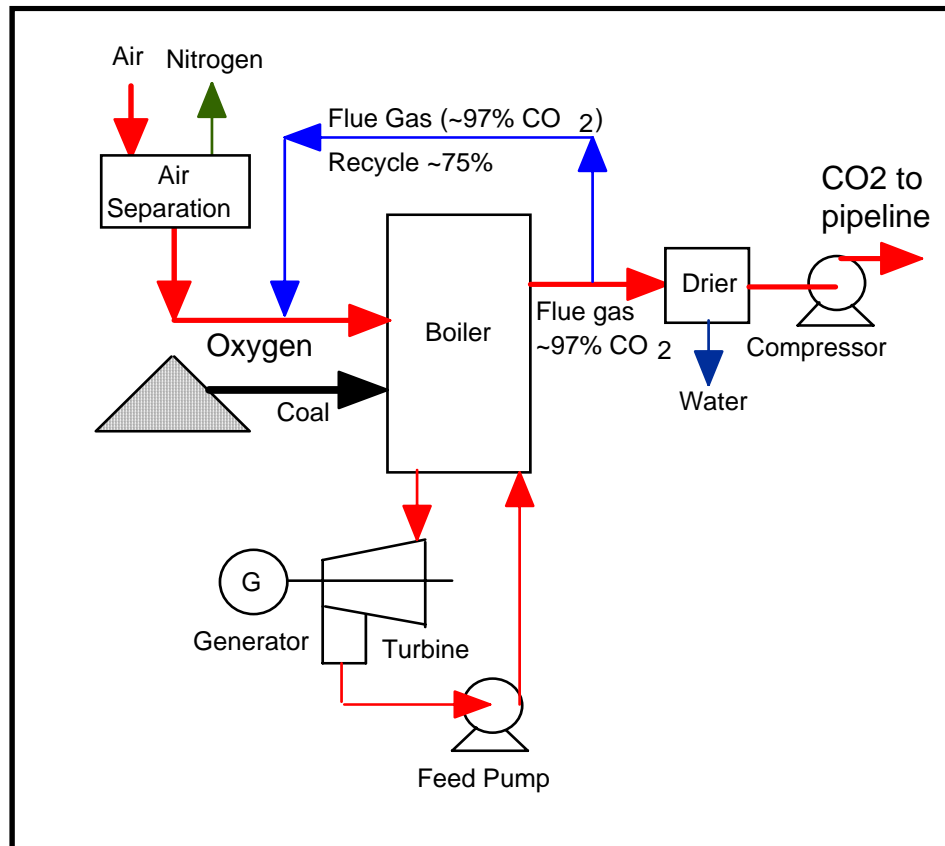 Air
Nitrogen
Flue Gas (~97% CO 2)
Recycle ~75%
Air
Separation
CO2 to
pipeline
Boiler
Drier
Flue gas
~97% CO 2
Compressor
Oxygen
Coal
Water
G
Generator
Turbine
Feed Pump